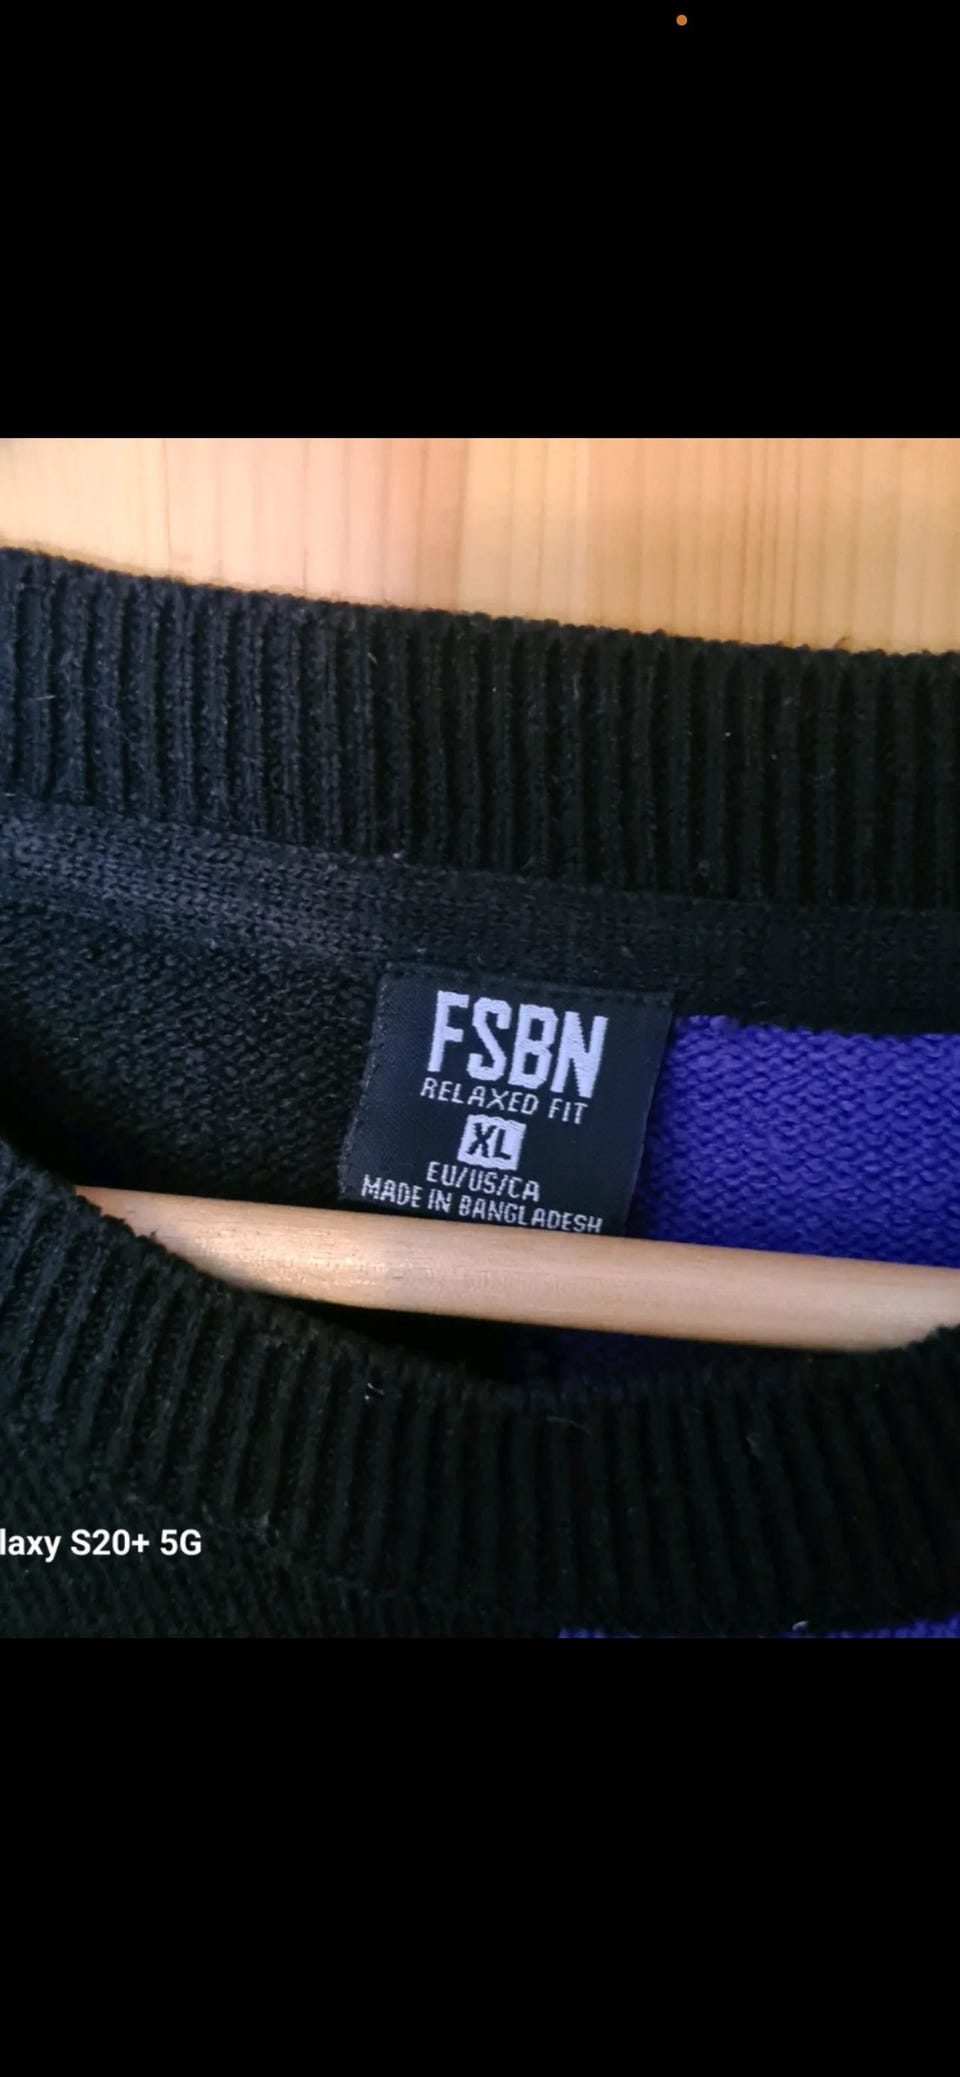 FSBN
RELAXED FIT
XL
EU/US/CA
MADE IN BANGLADESH
laxy S20+ 5G